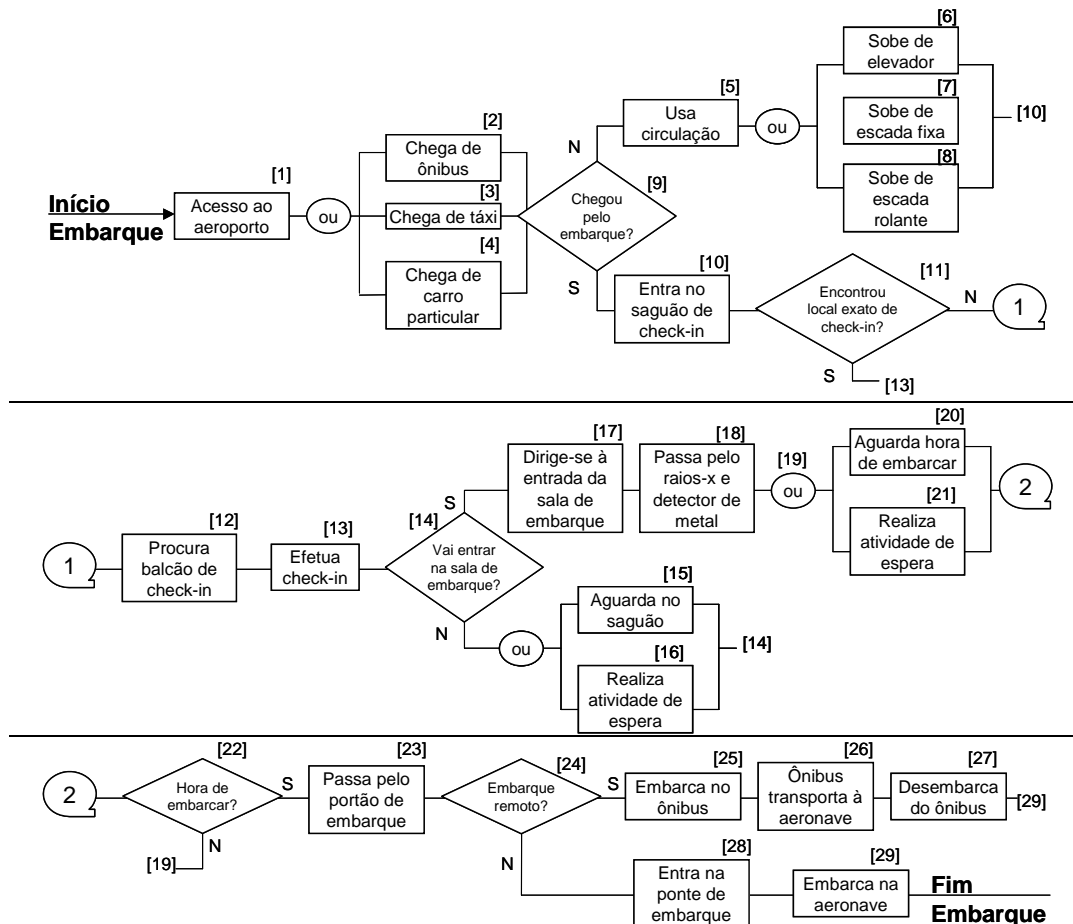 [6]
Sobe de
elevador
[5]
Usa
circulação
ou
[7]
Sobe de
escada fixa
[10]
[8]
Sobe de
escada
rolante
[2]
Chega de
ônibus
N
[1]
Início
Embarque
Acesso ao
aeroporto
ou
[3]
Chega de táxi
[9]
Chegou
pelo
embarque?
[4]
Chega de
carro
particular
S
[10]
Entra no
saguão de
check-in
[11]
Encontrou
local exato de
check-in?
N
1
S
[13]
[17]
Dirige-se à
entrada da
sala de
embarque
[18]
Passa pelo
raios-x e
detector de
metal
[19]
ou
[20]
Aguarda hora
de embarcar
[21]
Realiza
atividade de
espera
2
S
1
[12]
Procura
balcão de
check-in
[13]
Efetua
check-in
[14]
Vai entrar
na sala de
embarque?
N
ou
[15]
Aguarda no
saguão
[16]
Realiza
atividade de
espera
[14]
2
[22]
Hora de
embarcar?
S
N
[19]
[23]
Passa pelo
portão de
embarque
[24]
Embarque
remoto?
S
[25]
Embarca no
ônibus
[26]
Ônibus
transporta à
aeronave
[27]
Desembarca
do ônibus
[29]
N
[28]
Entra na
ponte de
embarque
[29]
Embarca na
aeronave
Fim
Embarque